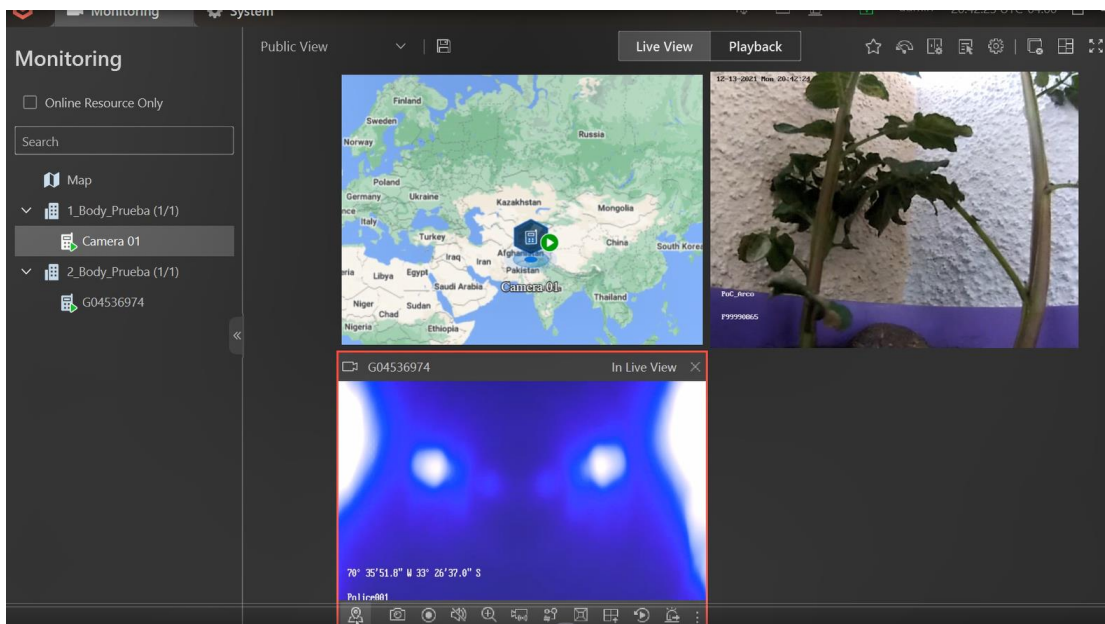 Monitoring
System
Public View
Live View
Playback
Monitoring
Online Resource Only
Search
Map
1_Body_Prueba (1/1)
Camera 01
2_Body_Prueba (1/1)
G04536974
Finland
Sweden
Norway
Russia
Poland
Germany
Ukraine
Kazakhstan
Mongolia
Italy
Turkey
China
South Korea
Iraq
Iran
Afghanistan
Pakistan
Libya
Egypt
Saudi Arabia
Camera 01
Thailand
Niger
Chad
Sudan
Nigeria
Ethiopia
12-13-2021 Mon 20:42:24
PoC_Arco
F99990865
G04536974
In Live View
70° 35'51.8" W 33° 26'37.0" S
Police001